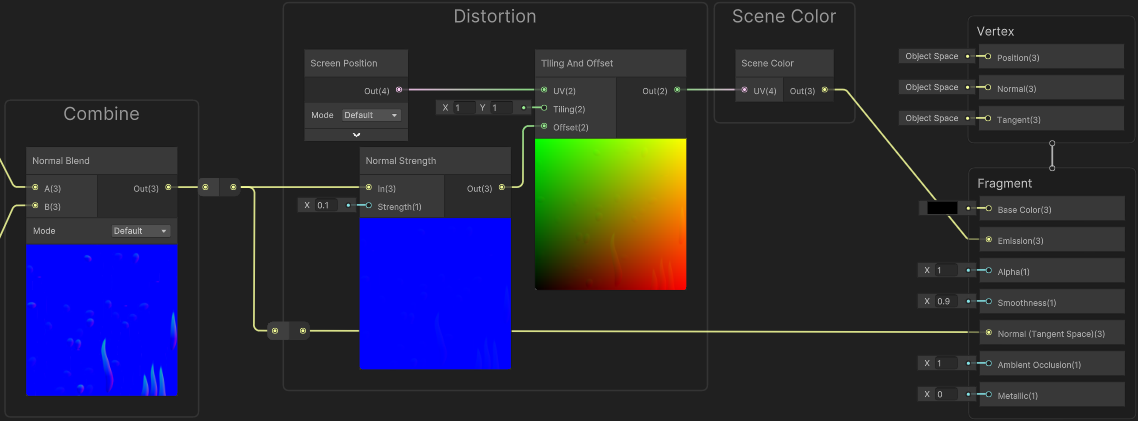 Combine
Normal Blend
A(3)
Out(3)
B(3)
Mode
Default
Distortion
Screen Position
Out(4)
Mode
Default
Normal Strength
In(3)
Out(3)
X 0.1
Strength(1)
Tiling And Offset
UV(2)
Out(2)
X 1 Y 1
Tiling(2)
Offset(2)
Scene Color
Scene Color
UV(4)
Out(3)
Vertex
Object Space
Position(3)
Object Space
Normal(3)
Object Space
Tangent(3)
Fragment
Base Color(3)
Emission(3)
X 1
Alpha(1)
X 0.9
Smoothness(1)
Normal (Tangent Space)(3)
X 1
Ambient Occlusion(1)
X 0
Metallic(1)